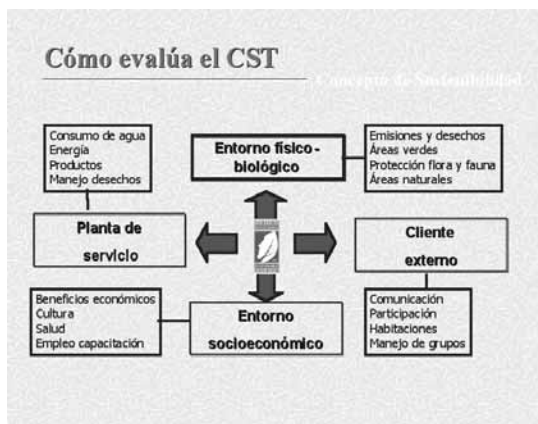 Cómo evalúa el CST
Concepto de Sostenibilidad
Consumo de agua
Energía
Productos
Manejo desechos
Entorno físico-
biológico
Emisiones y desechos
Áreas verdes
Protección flora y fauna
Áreas naturales
Planta de
servicio
Cliente
externo
Beneficios económicos
Cultura
Salud
Empleo capacitación
Entorno
socioeconómico
Comunicación
Participación
Habitaciones
Manejo de grupos